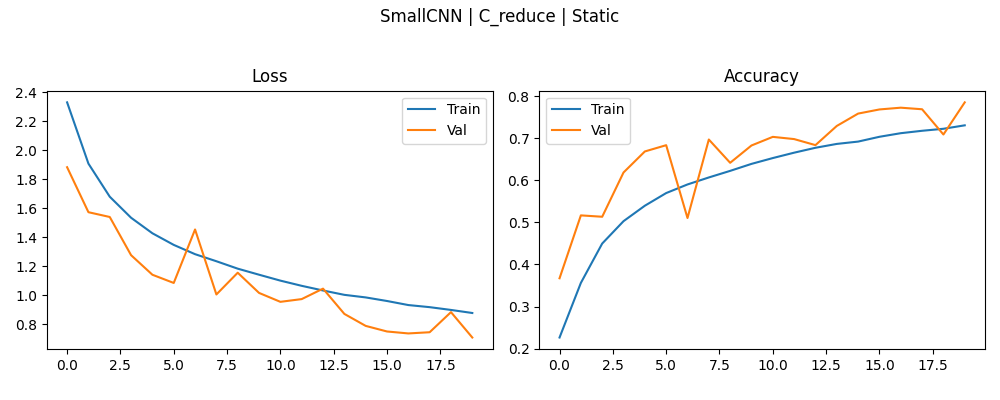 SmallCNN | C_reduce | Static
Loss
2.4
2.2
2.0
1.8
1.6
1.4
1.2
1.0
0.8
0.0 2.5 5.0 7.5 10.0 12.5 15.0 17.5
Train
Val
Accuracy
0.8
0.7
0.6
0.5
0.4
0.3
0.2
0.0 2.5 5.0 7.5 10.0 12.5 15.0 17.5
Train
Val